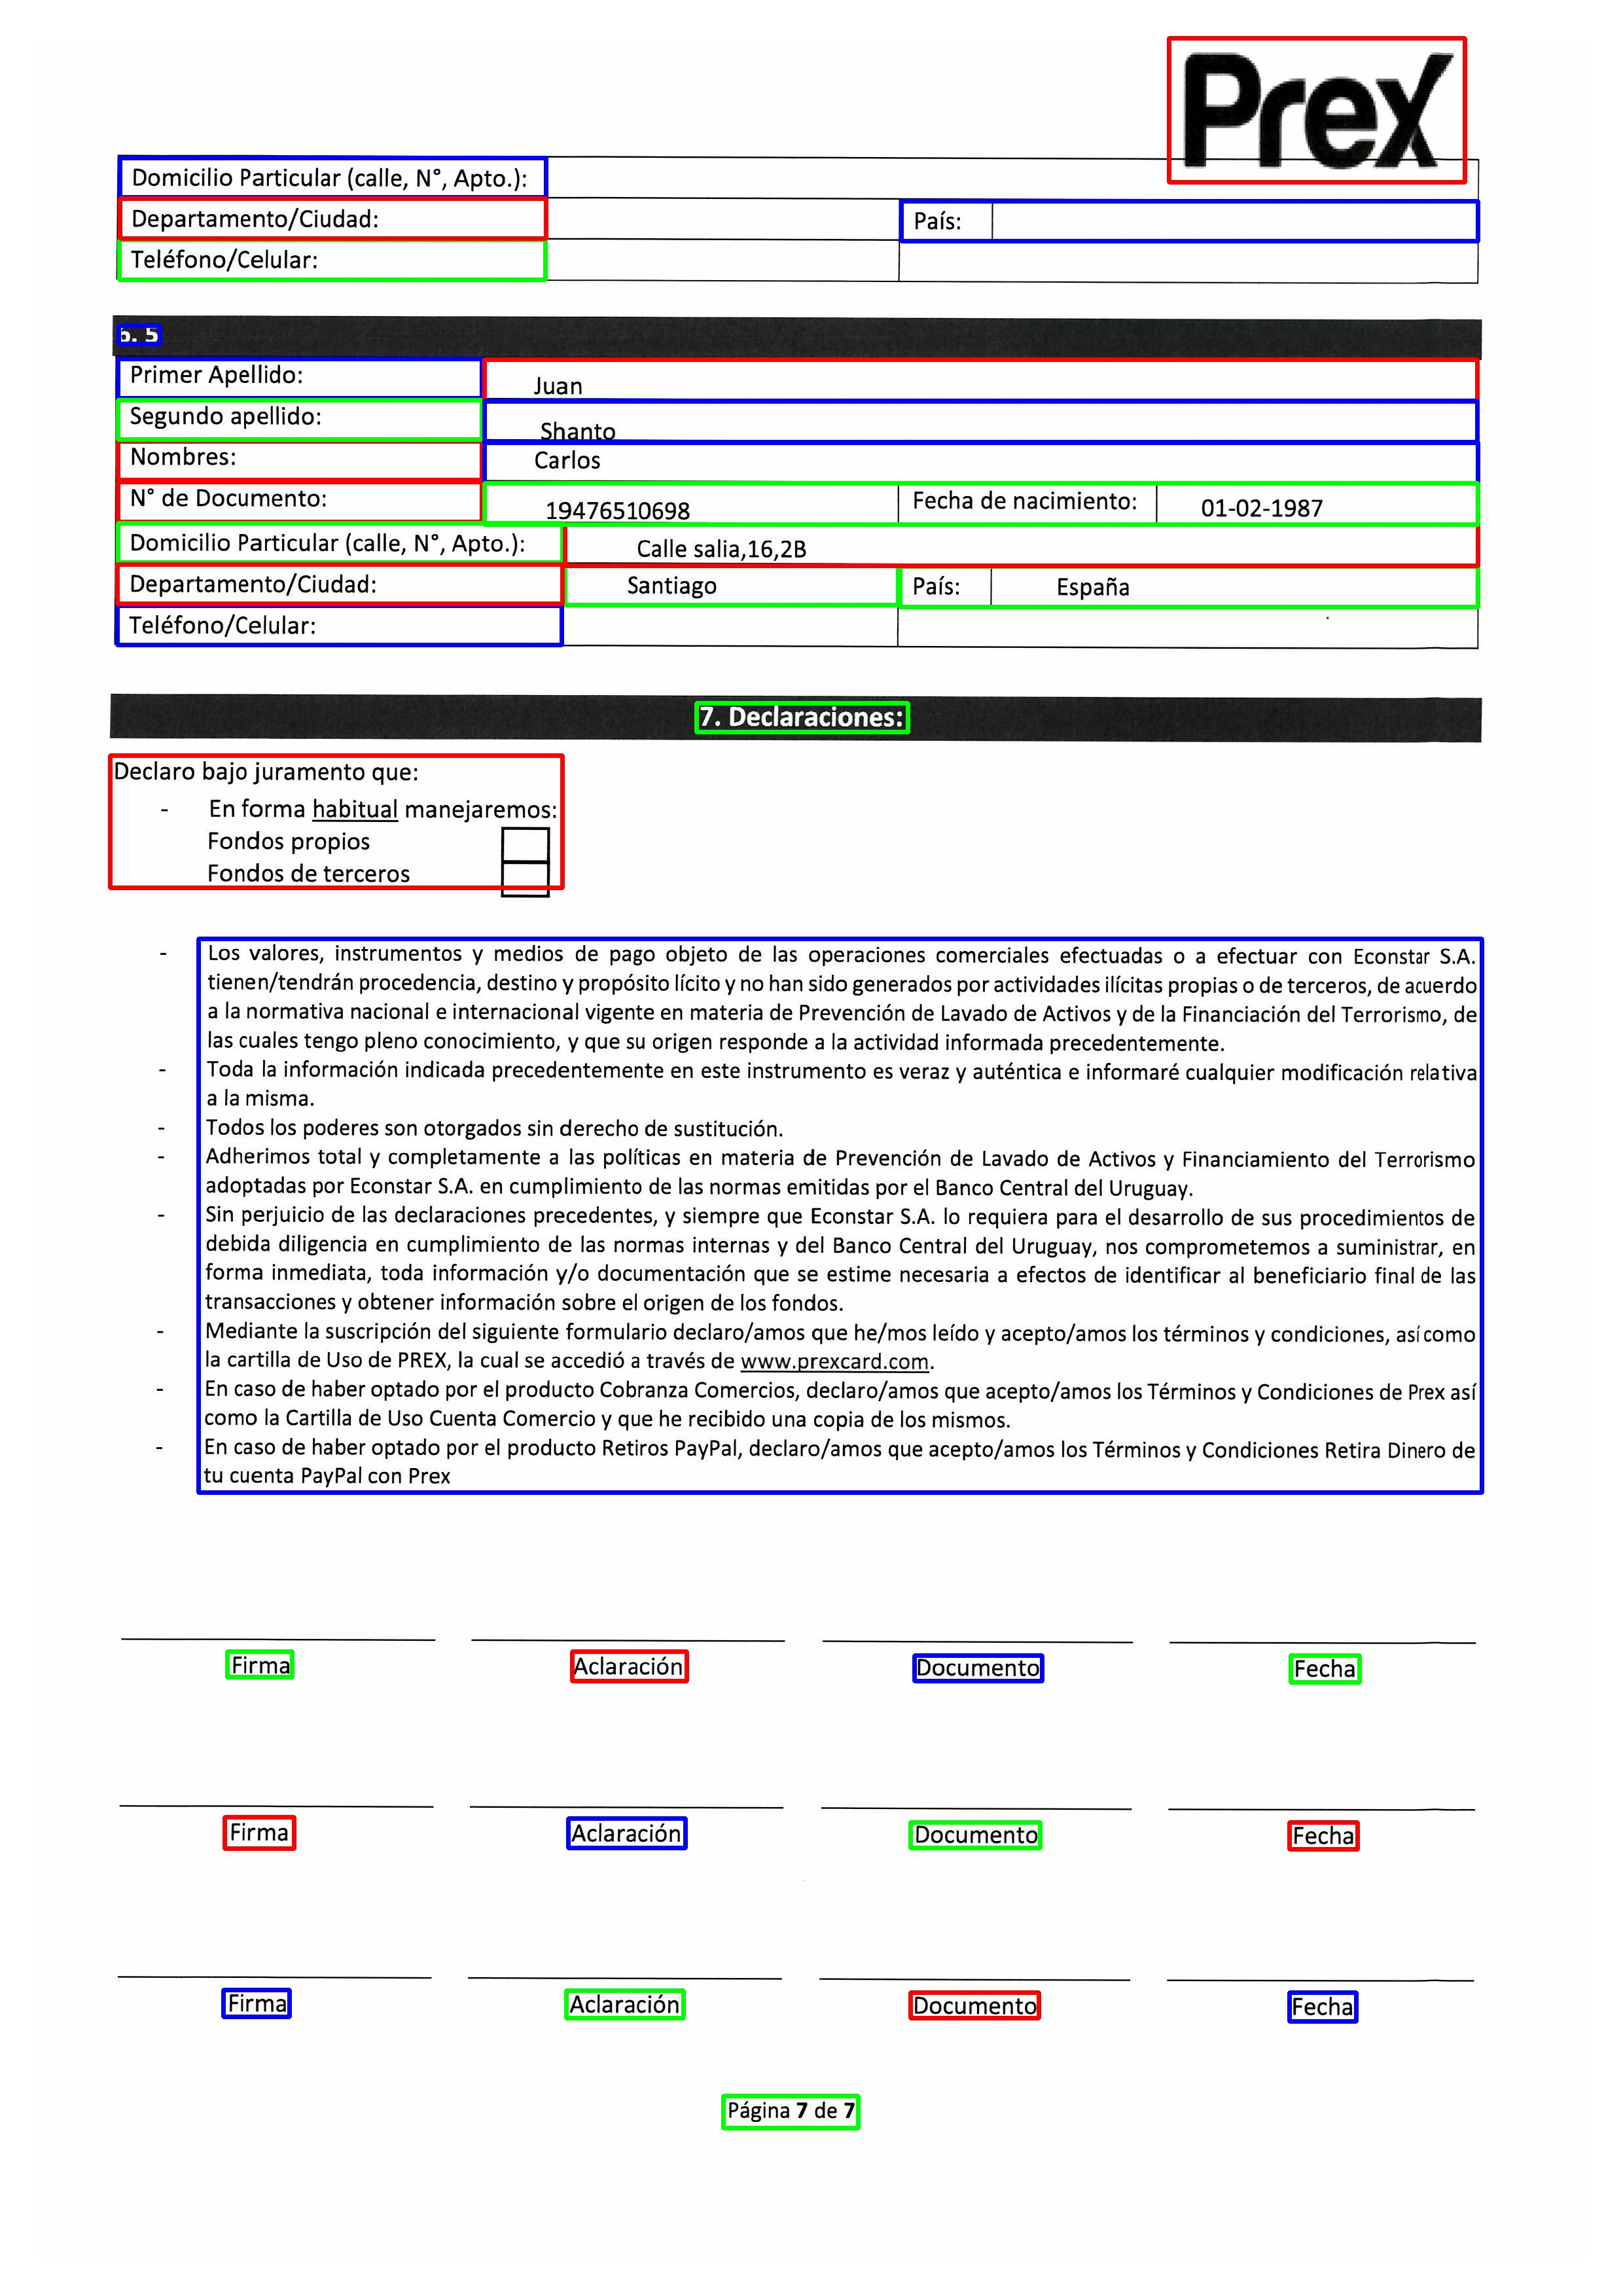 Prex
Domicilio Particular (calle, N°, Apto.):
Departamento/Ciudad: País:
Teléfono/Celular:
6. 5
Primer Apellido: Juan
Segundo apellido: Shanto
Nombres: Carlos
N° de Documento: 19476510698 Fecha de nacimiento: 01-02-1987
Domicilio Particular (calle, N°, Apto.): Calle salia,16,2B
Departamento/Ciudad: Santiago País: España
Teléfono/Celular:
7. Declaraciones:
Declaro bajo juramento que:
- En forma habitual manejaremos:
Fondos propios
Fondos de terceros
- Los valores, instrumentos y medios de pago objeto de las operaciones comerciales efectuadas o a efectuar con Econstar S.A.
tienen/tendrán procedencia, destino y propósito lícito y no han sido generados por actividades ilícitas propias o de terceros, de acuerdo
a la normativa nacional e internacional vigente en materia de Prevención de Lavado de Activos y de la Financiación del Terrorismo, de
las cuales tengo pleno conocimiento, y que su origen responde a la actividad informada precedentemente.
- Toda la información indicada precedentemente en este instrumento es veraz y auténtica e informaré cualquier modificación relativa
a la misma.
- Todos los poderes son otorgados sin derecho de sustitución.
- Adherimos total y completamente a las políticas en materia de Prevención de Lavado de Activos y Financiamiento del Terrorismo
adoptadas por Econstar S.A. en cumplimiento de las normas emitidas por el Banco Central del Uruguay.
- Sin perjuicio de las declaraciones precedentes, y siempre que Econstar S.A. lo requiera para el desarrollo de sus procedimientos de
debida diligencia en cumplimiento de las normas internas y del Banco Central del Uruguay, nos comprometemos a suministrar, en
forma inmediata, toda información y/o documentación que se estime necesaria a efectos de identificar al beneficiario final de las
transacciones y obtener información sobre el origen de los fondos.
- Mediante la suscripción del siguiente formulario declaro/amos que he/mos leído y acepto/amos los términos y condiciones, así como
la cartilla de Uso de PREX, la cual se accedió a través de www.prexcard.com.
- En caso de haber optado por el producto Cobranza Comercios, declaro/amos que acepto/amos los Términos y Condiciones de Prex así
como la Cartilla de Uso Cuenta Comercio y que he recibido una copia de los mismos.
- En caso de haber optado por el producto Retiros PayPal, declaro/amos que acepto/amos los Términos y Condiciones Retira Dinero de
tu cuenta PayPal con Prex
Firma Aclaración Documento Fecha
Firma Aclaración Documento Fecha
Firma Aclaración Documento Fecha
Página 7 de 7